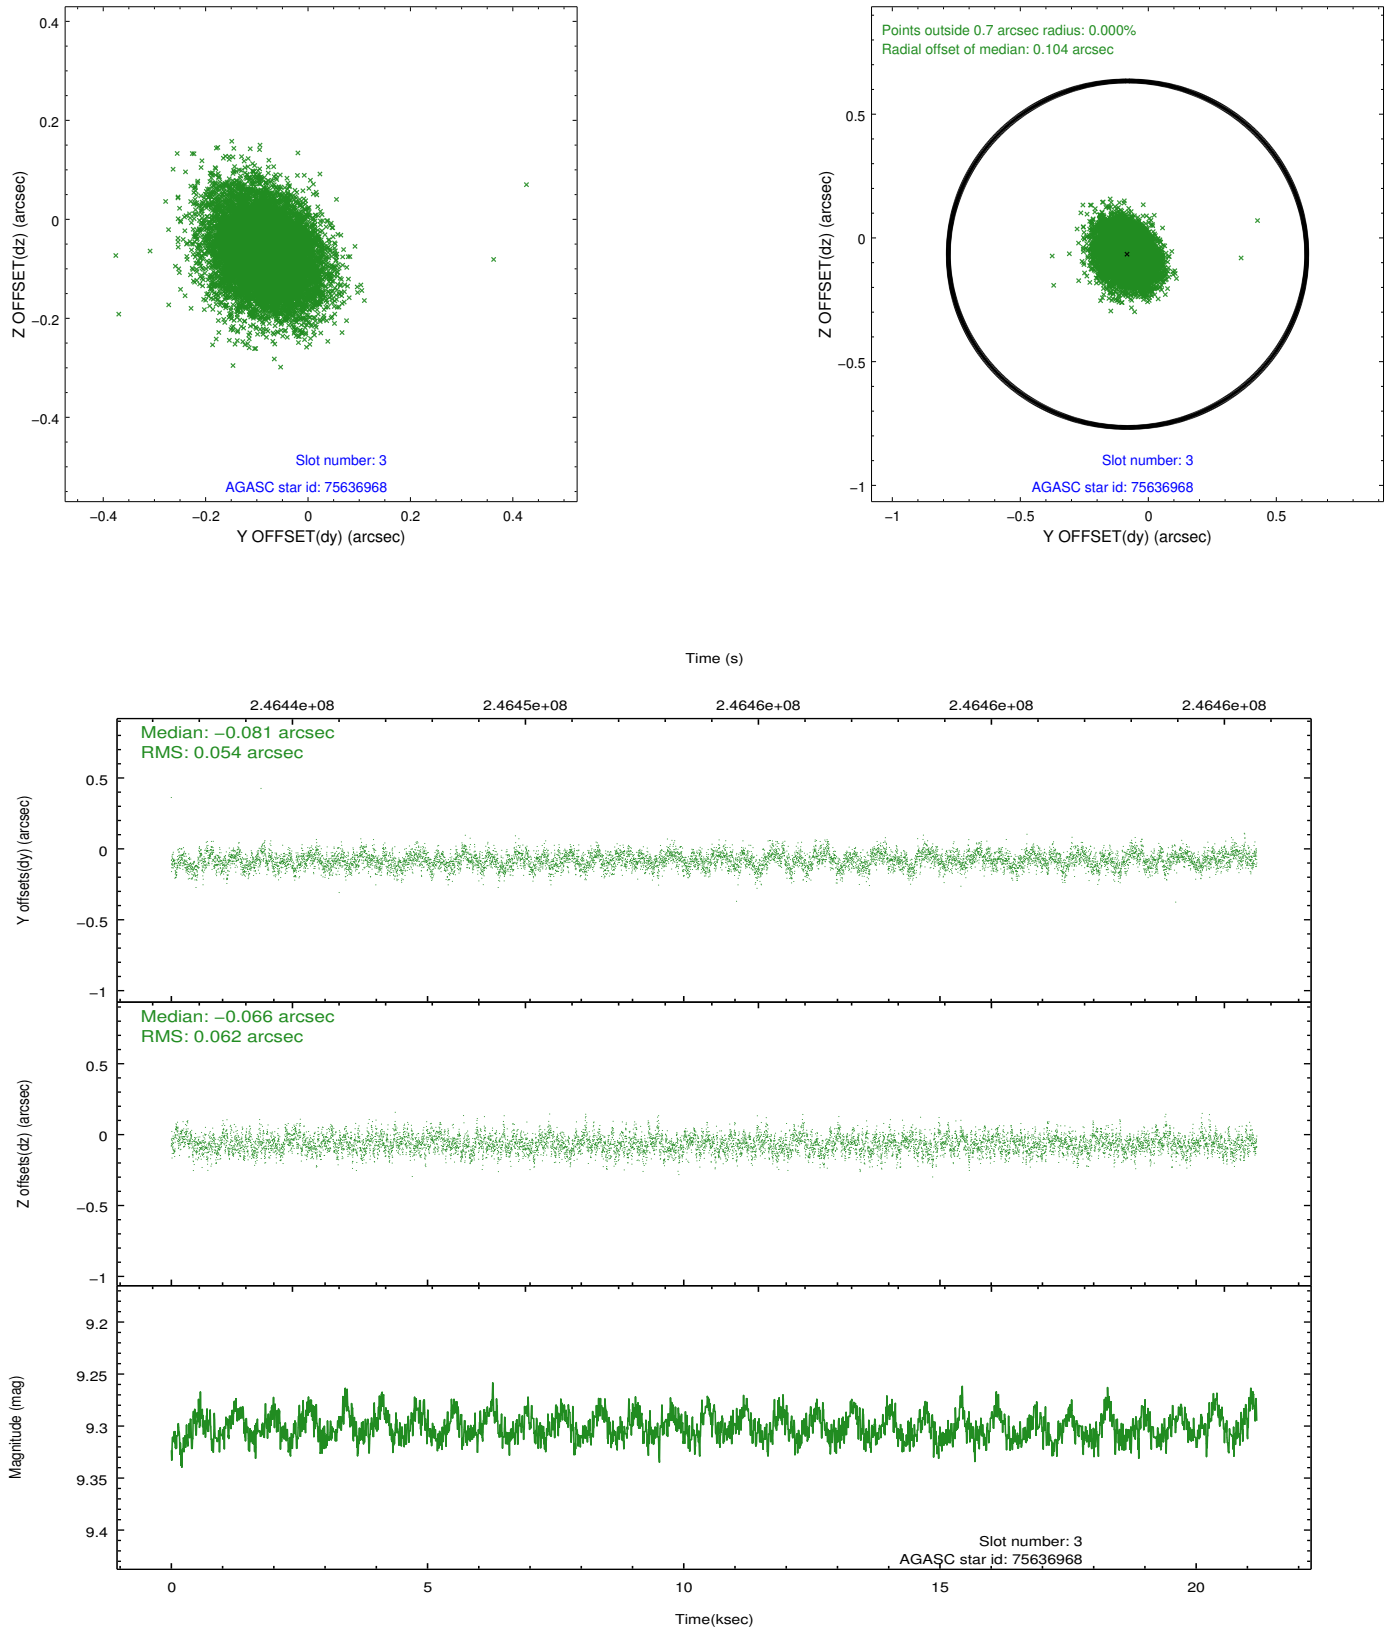 0.4
0.2
0
−0.2
−0.4
Z OFFSET(dz) (arcsec)
Slot number: 3
AGASC star id: 75636968
−0.4 −0.2 0 0.2 0.4
Y OFFSET(dy) (arcsec)
Points outside 0.7 arcsec radius: 0.000%
Radial offset of median: 0.104 arcsec
0.5
0
−0.5
−1
Z OFFSET(dz) (arcsec)
Slot number: 3
AGASC star id: 75636968
−1 −0.5 0 0.5
Y OFFSET(dy) (arcsec)
Time (s)
2.4644e+08 2.4645e+08 2.4646e+08 2.4646e+08 2.4646e+08
Median: −0.081 arcsec
RMS: 0.054 arcsec
0.5
0
−0.5
−1
Y offsets(dy) (arcsec)
Median: −0.066 arcsec
RMS: 0.062 arcsec
0.5
0
−0.5
−1
Z offsets(dz) (arcsec)
9.2
9.25
9.3
9.35
9.4
Magnitude (mag)
Slot number: 3
AGASC star id: 75636968
0 5 10 15 20
Time(ksec)